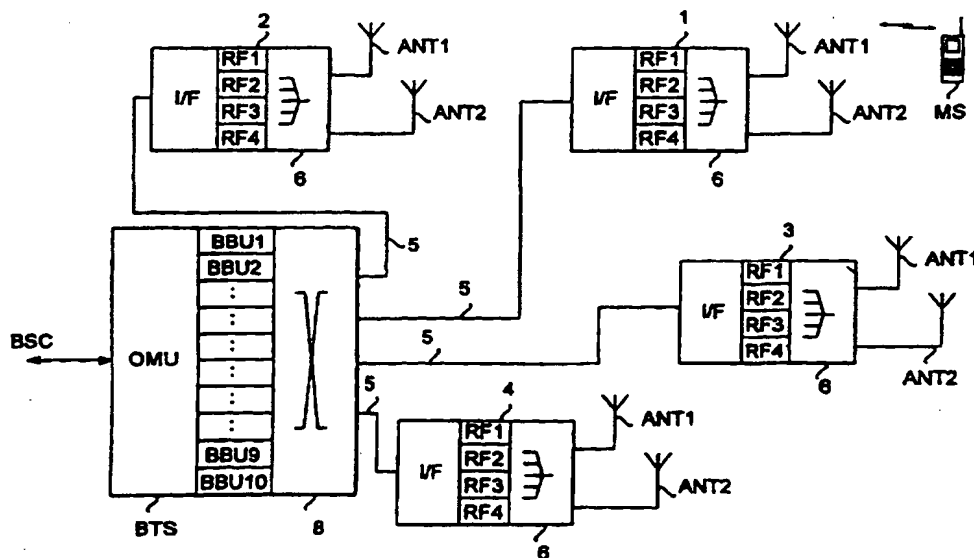 2
RF1
RF2
RF3
RF4
I/F
6
ANT1
ANT2
1
RF1
RF2
RF3
RF4
I/F
6
ANT1
ANT2
MS
BSC
OMU
BBU1
BBU2
BBU9
BBU10
BTS
8
5
5
5
5
3
RF1
RF2
RF3
RF4
I/F
6
ANT1
ANT2
4
RF1
RF2
RF3
RF4
I/F
6
ANT1
ANT2